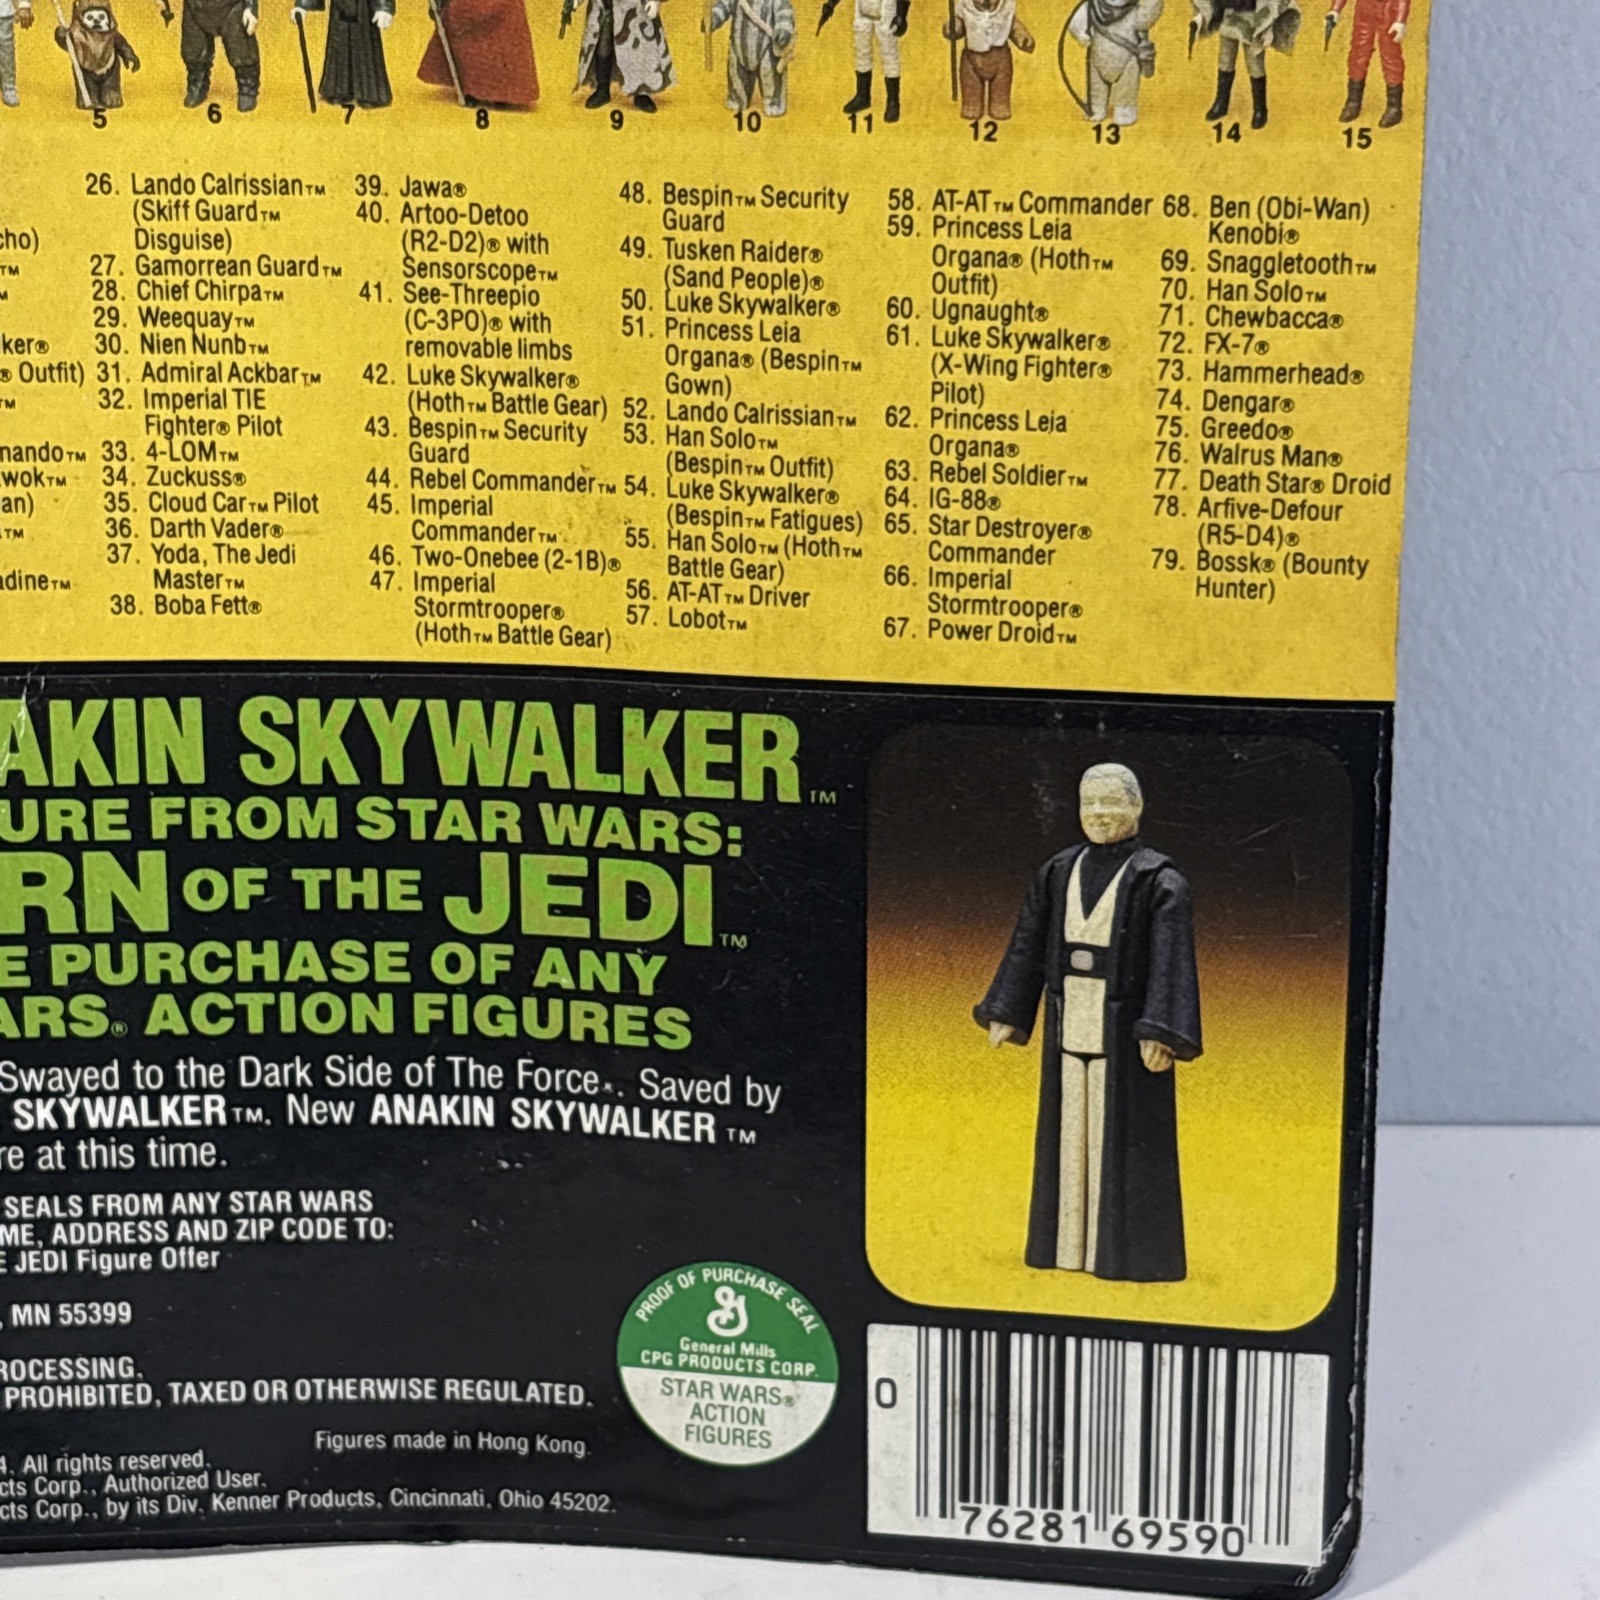 5 6 7 8 9 10 11 12 13 14 15
cho)
TM
TM
ker®
® Outfit)
TM
mando™
wok™
an)
TM
adine™
26. Lando Calrissian™
(Skiff Guard™
Disguise)
27. Gamorrean Guard™
28. Chief Chirpa™
29. Weequay™
30. Nien Nunb™
31. Admiral Ackbar™
32. Imperial TIE
Fighter® Pilot
33. 4-LOM™
34. Zuckuss®
35. Cloud Car™ Pilot
36. Darth Vader®
37. Yoda, The Jedi
Master™
38. Boba Fett®
39. Jawa®
40. Artoo-Detoo
(R2-D2)® with
Sensorscope™
41. See-Threepio
(C-3PO)® with
removable limbs
42. Luke Skywalker®
(Hoth™ Battle Gear)
43. Bespin™ Security
Guard
44. Rebel Commander™
45. Imperial
Commander™
46. Two-Onebee (2-1B)®
47. Imperial
Stormtrooper®
(Hoth™ Battle Gear)
48. Bespin™ Security
Guard
49. Tusken Raider®
(Sand People)®
50. Luke Skywalker®
51. Princess Leia
Organa® (Bespin™
Gown)
52. Lando Calrissian™
53. Han Solo™
(Bespin™ Outfit)
54. Luke Skywalker®
(Bespin™ Fatigues)
55. Han Solo™ (Hoth™
Battle Gear)
56. AT-AT™ Driver
57. Lobot™
58. AT-AT™ Commander
59. Princess Leia
Organa® (Hoth™
Outfit)
60. Ugnaught®
61. Luke Skywalker®
(X-Wing Fighter®
Pilot)
62. Princess Leia
Organa®
63. Rebel Soldier™
64. IG-88®
65. Star Destroyer®
Commander
66. Imperial
Stormtrooper®
67. Power Droid™
68. Ben (Obi-Wan)
Kenobi®
69. Snaggletooth™
70. Han Solo™
71. Chewbacca®
72. FX-7®
73. Hammerhead®
74. Dengar®
75. Greedo®
76. Walrus Man®
77. Death Star® Droid
78. Arfive-Defour
(R5-D4)®
79. Bossk® (Bounty
Hunter)
AKIN SKYWALKER™
URE FROM STAR WARS:
RN OF THE JEDI™
E PURCHASE OF ANY
ARS® ACTION FIGURES
Swayed to the Dark Side of The Force™. Saved by
SKYWALKER™. New ANAKIN SKYWALKER™
re at this time.
SEALS FROM ANY STAR WARS
ME, ADDRESS AND ZIP CODE TO:
E JEDI Figure Offer
, MN 55399
ROCESSING.
PROHIBITED, TAXED OR OTHERWISE REGULATED.
Figures made in Hong Kong.
4. All rights reserved.
cts Corp., Authorized User.
cts Corp., by its Div. Kenner Products, Cincinnati, Ohio 45202.
PROOF OF PURCHASE SEAL
G
General Mills
CPG PRODUCTS CORP.
STAR WARS®
ACTION
FIGURES
0 76281 69590